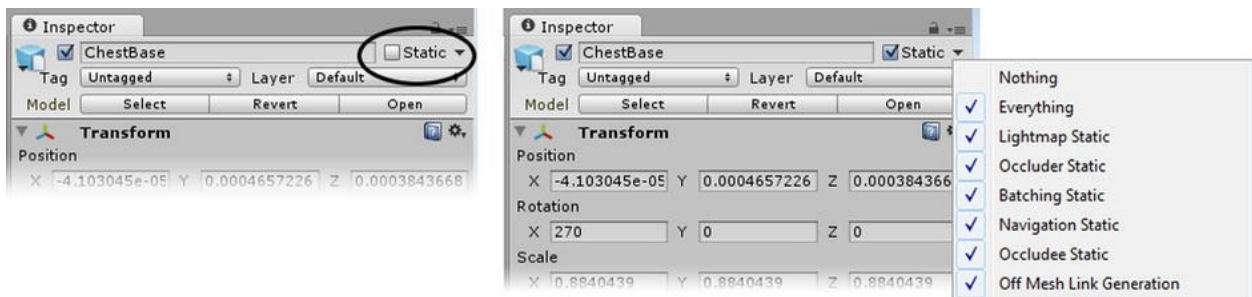 Inspector
ChestBase
Static
Tag Untagged Layer Default
Model Select Revert Open
Transform
Position
X -4.103045e-05 Y 0.0004657226 Z 0.0003843668
Inspector
ChestBase
Static
Tag Untagged Layer Default
Model Select Revert Open
Transform
Position
X -4.103045e-05 Y 0.0004657226 Z 0.000384366
Rotation
X 270 Y 0 Z 0
Scale
X 0.8840439 Y 0.8840439 Z 0.8840439
Nothing
Everything
Lightmap Static
Occluder Static
Batching Static
Navigation Static
Occludee Static
Off Mesh Link Generation